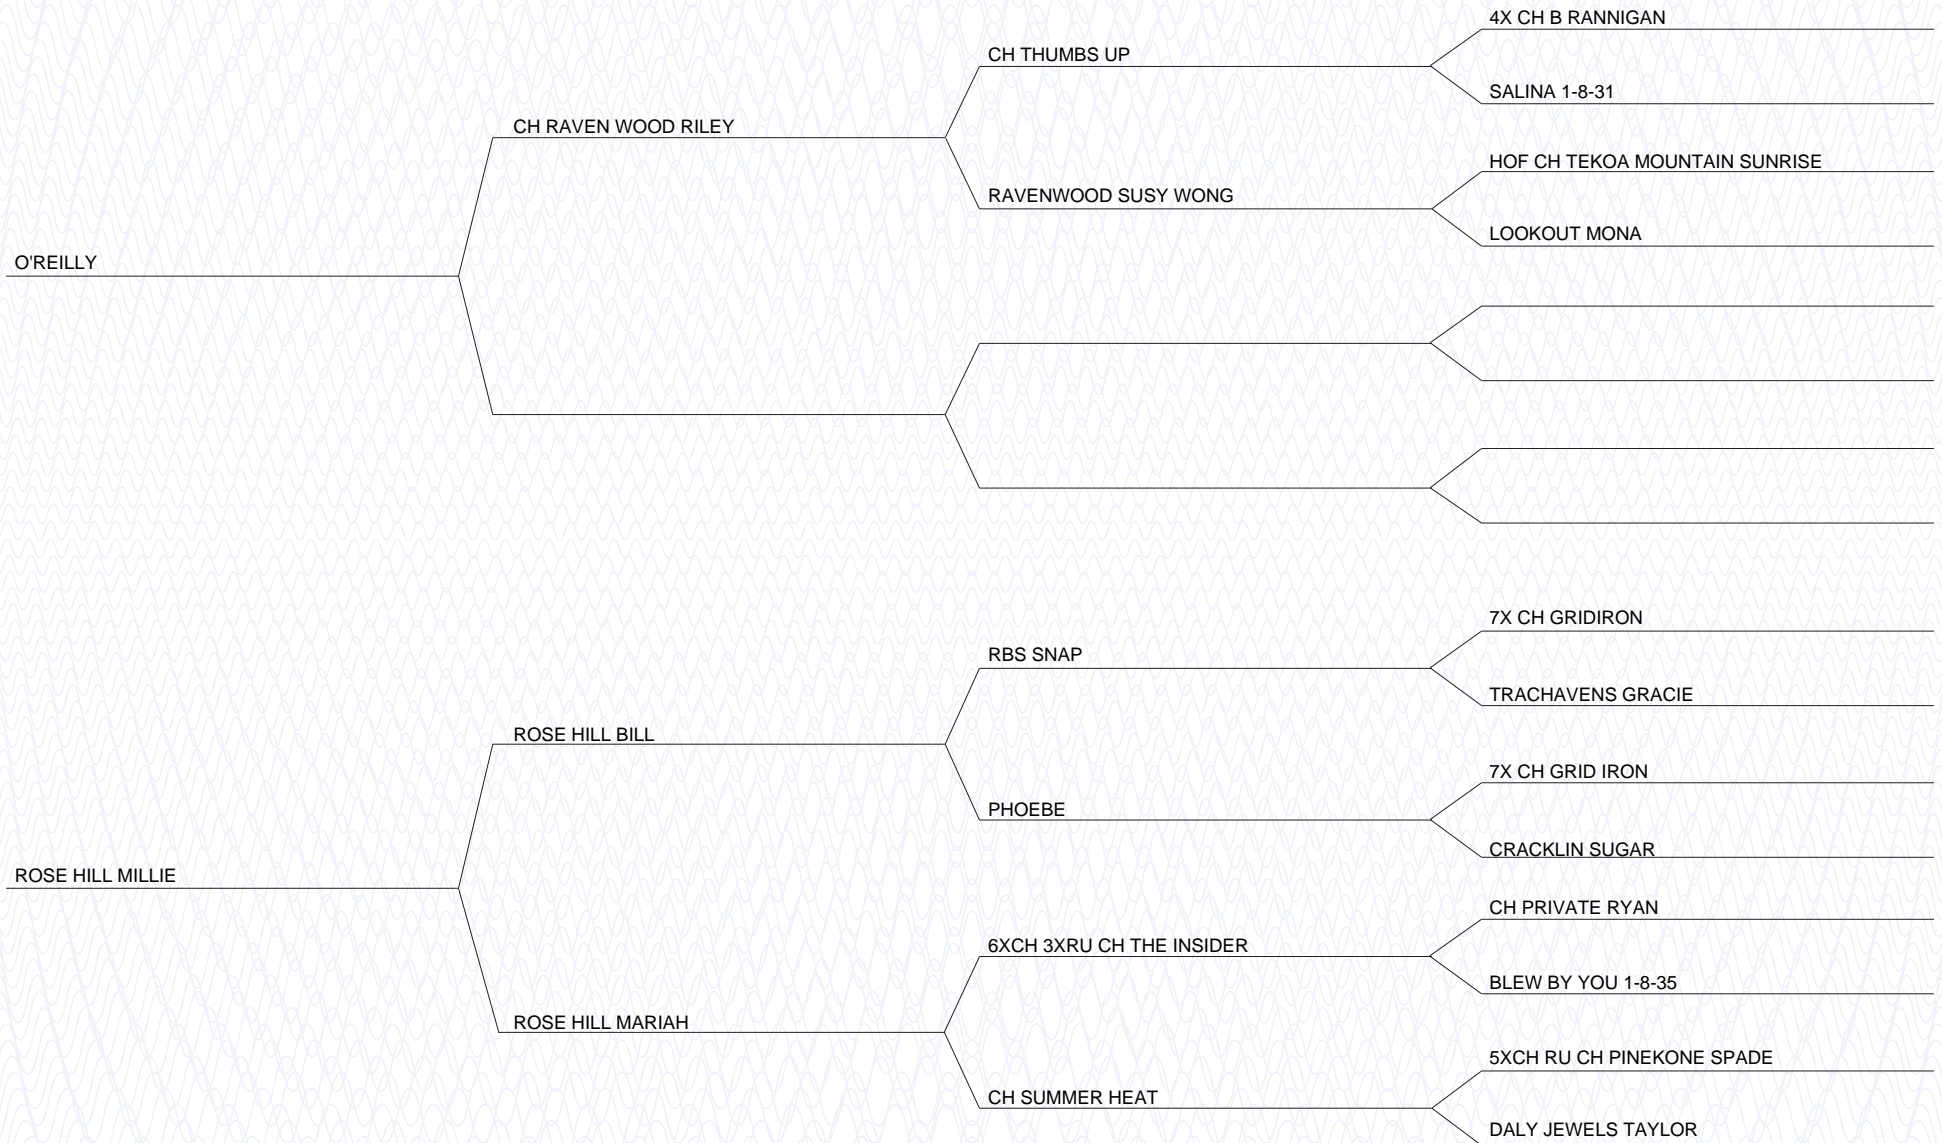 4X CH B RANNIGAN
CH THUMBS UP
SALINA 1-8-31
CH RAVEN WOOD RILEY
HOF CH TEKOA MOUNTAIN SUNRISE
RAVENWOOD SUSY WONG
LOOKOUT MONA
O'REILLY
7X CH GRIDIRON
RBS SNAP
TRACHAVENS GRACIE
ROSE HILL BILL
7X CH GRID IRON
PHOEBE
CRACKLIN SUGAR
ROSE HILL MILLIE
CH PRIVATE RYAN
6XCH 3XRU CH THE INSIDER
BLEW BY YOU 1-8-35
ROSE HILL MARIAH
5XCH RU CH PINEKONE SPADE
CH SUMMER HEAT
DALY JEWELS TAYLOR